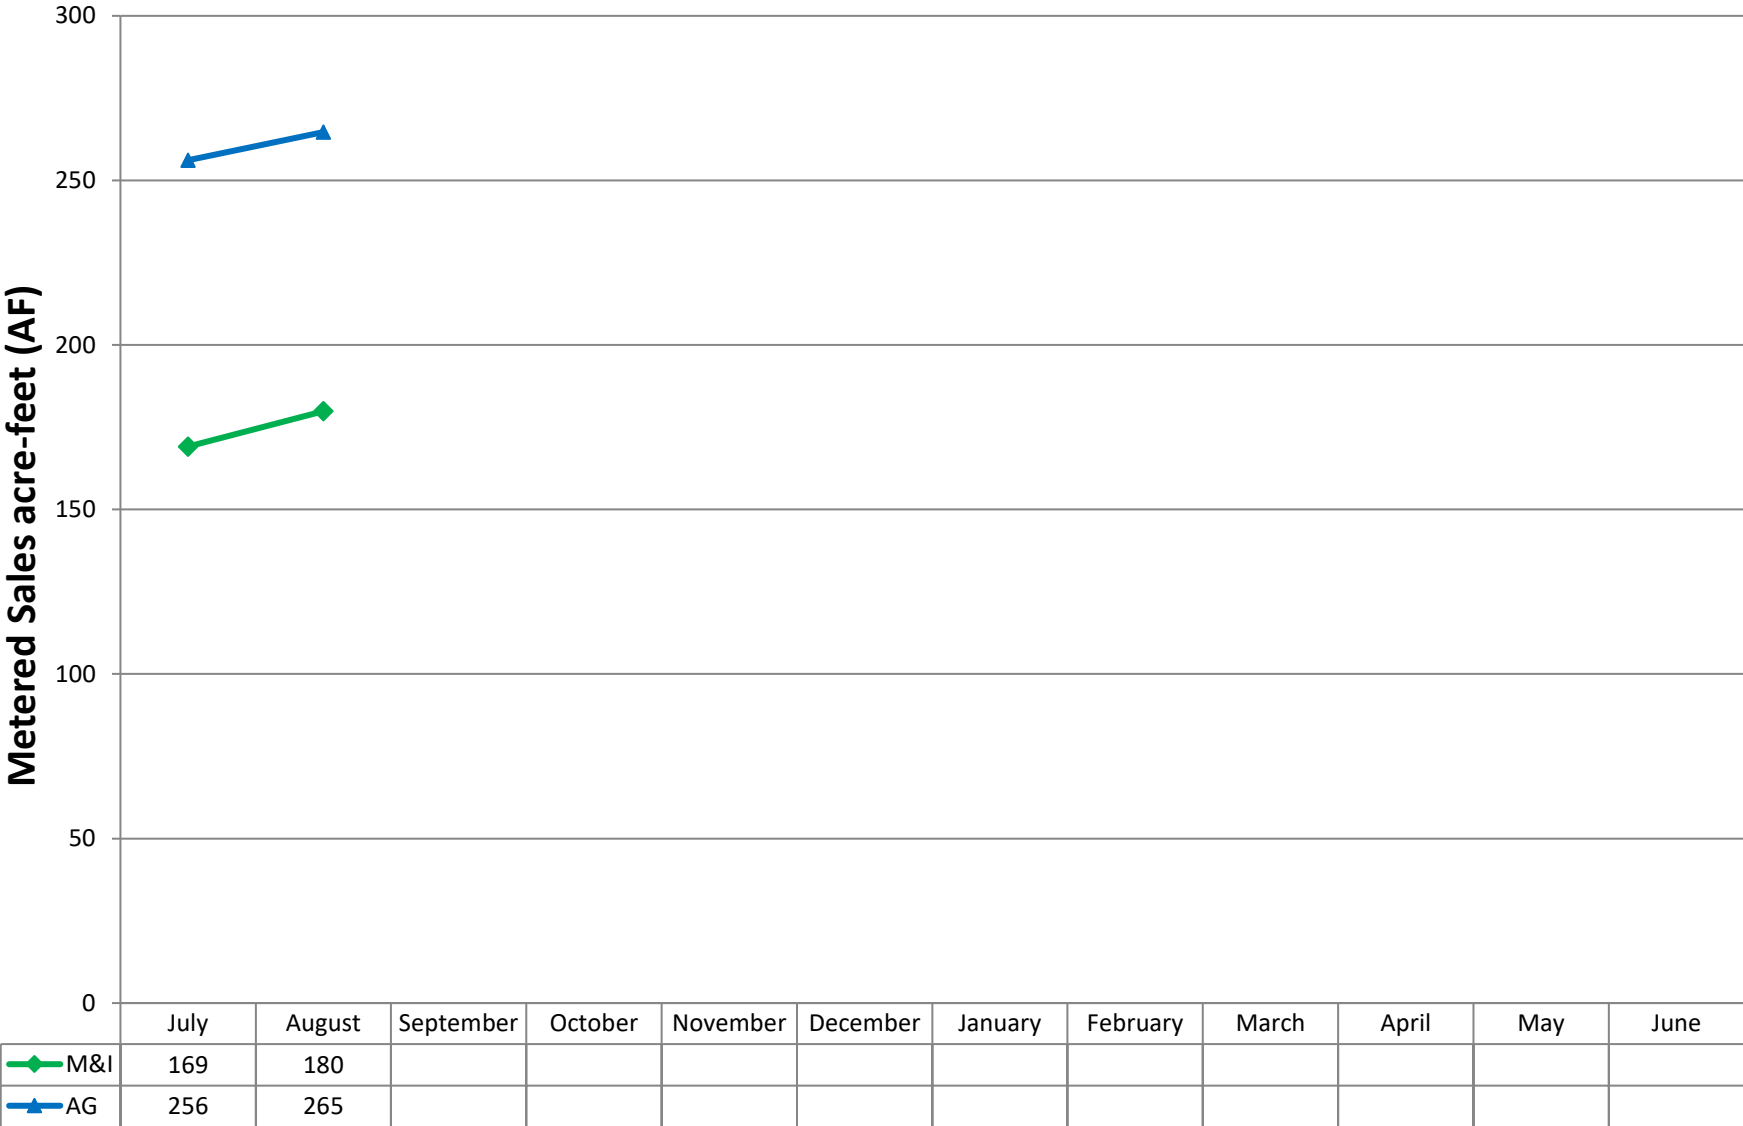 Metered Sales acre-feet (AF)
300
250
200
150
100
50
0
July August September October November December January February March April May June
M&I 169 180
AG 256 265